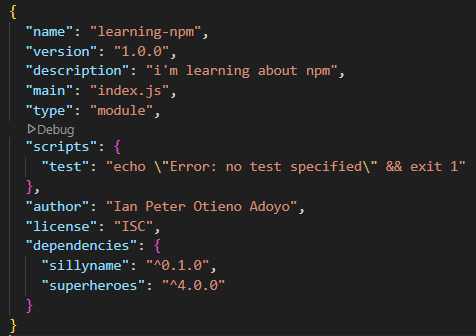 {
"name": "learning-npm",
"version": "1.0.0",
"description": "i'm learning about npm",
"main": "index.js",
"type": "module",
Debug
"scripts": {
"test": "echo \"Error: no test specified\" && exit 1"
},
"author": "Ian Peter Otieno Adoyo",
"license": "ISC",
"dependencies": {
"sillyname": "^0.1.0",
"superheroes": "^4.0.0"
}
}